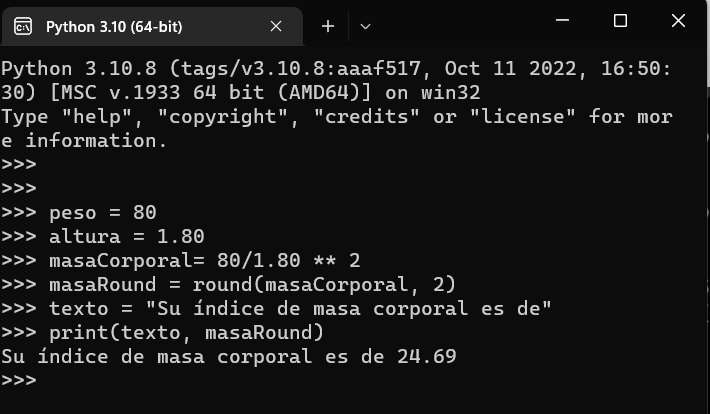 Python 3.10 (64-bit)
Python 3.10.8 (tags/v3.10.8:aaaf517, Oct 11 2022, 16:50:
30) [MSC v.1933 64 bit (AMD64)] on win32
Type "help", "copyright", "credits" or "license" for mor
e information.
>>>
>>>
>>> peso = 80
>>> altura = 1.80
>>> masaCorporal= 80/1.80 ** 2
>>> masaRound = round(masaCorporal, 2)
>>> texto = "Su índice de masa corporal es de"
>>> print(texto, masaRound)
Su índice de masa corporal es de 24.69
>>>